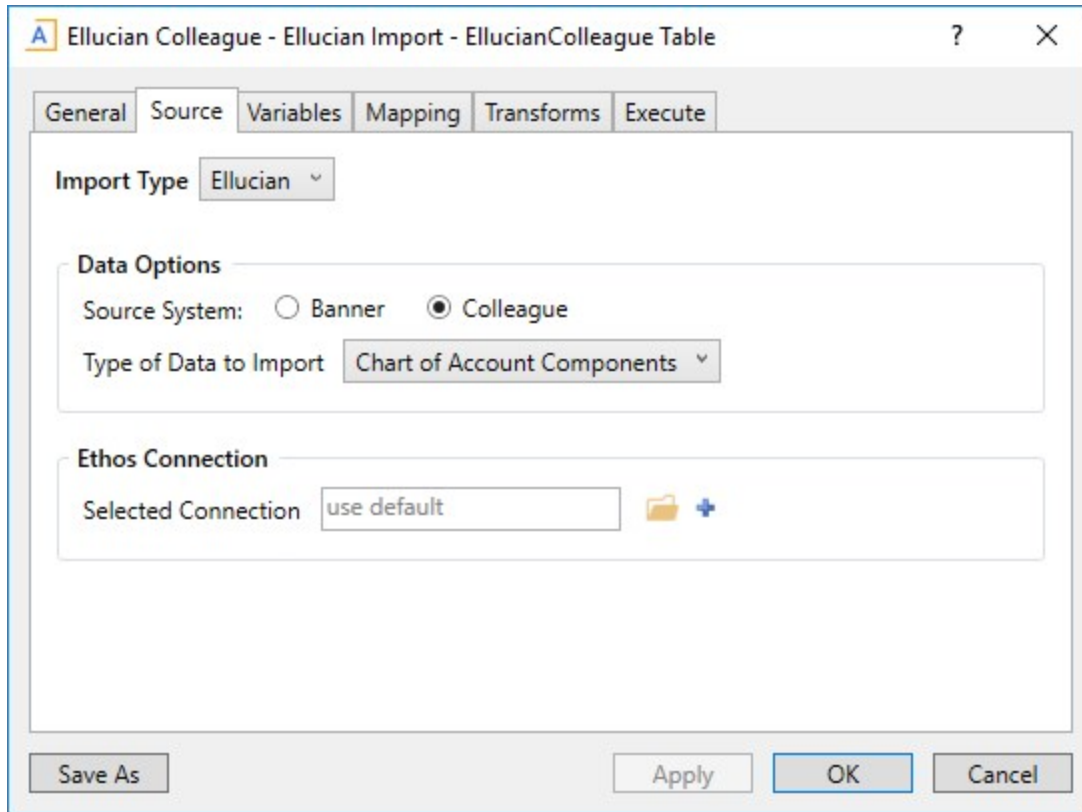 A Ellucian Colleague - Ellucian Import - EllucianColleague Table ? X
General Source Variables Mapping Transforms Execute
Import Type Ellucian
Data Options
Source System: Banner Colleague
Type of Data to Import Chart of Account Components
Ethos Connection
Selected Connection use default
Save As Apply OK Cancel